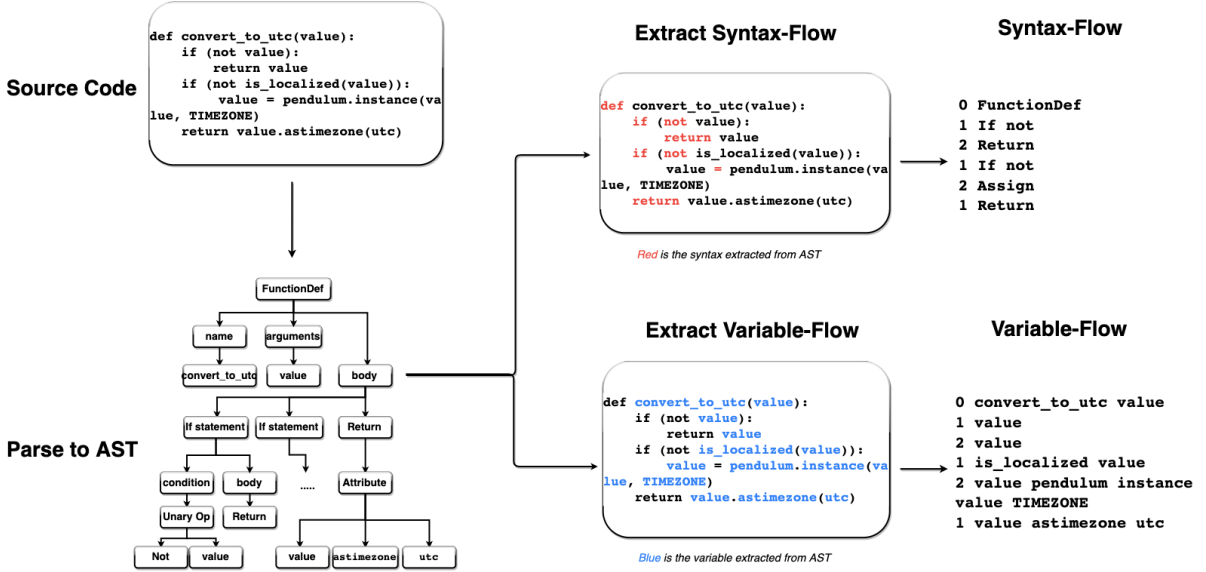 Source Code
def convert_to_utc(value):
if (not value):
return value
if (not is_localized(value)):
value = pendulum.instance(va
lue, TIMEZONE)
return value.astimezone(utc)
Parse to AST
FunctionDef
name
arguments
convert_to_utc
value
body
If statement
If statement
Return
condition
body
.....
Attribute
Unary Op
Return
Not
value
value
astimezone
utc
Extract Syntax-Flow
def convert_to_utc(value):
if (not value):
return value
if (not is_localized(value)):
value = pendulum.instance(va
lue, TIMEZONE)
return value.astimezone(utc)
Red is the syntax extracted from AST
Syntax-Flow
0 FunctionDef
1 If not
2 Return
1 If not
2 Assign
1 Return
Extract Variable-Flow
def convert_to_utc(value):
if (not value):
return value
if (not is_localized(value)):
value = pendulum.instance(va
lue, TIMEZONE)
return value.astimezone(utc)
Blue is the variable extracted from AST
Variable-Flow
0 convert_to_utc value
1 value
2 value
1 is_localized value
2 value pendulum instance
value TIMEZONE
1 value astimezone utc